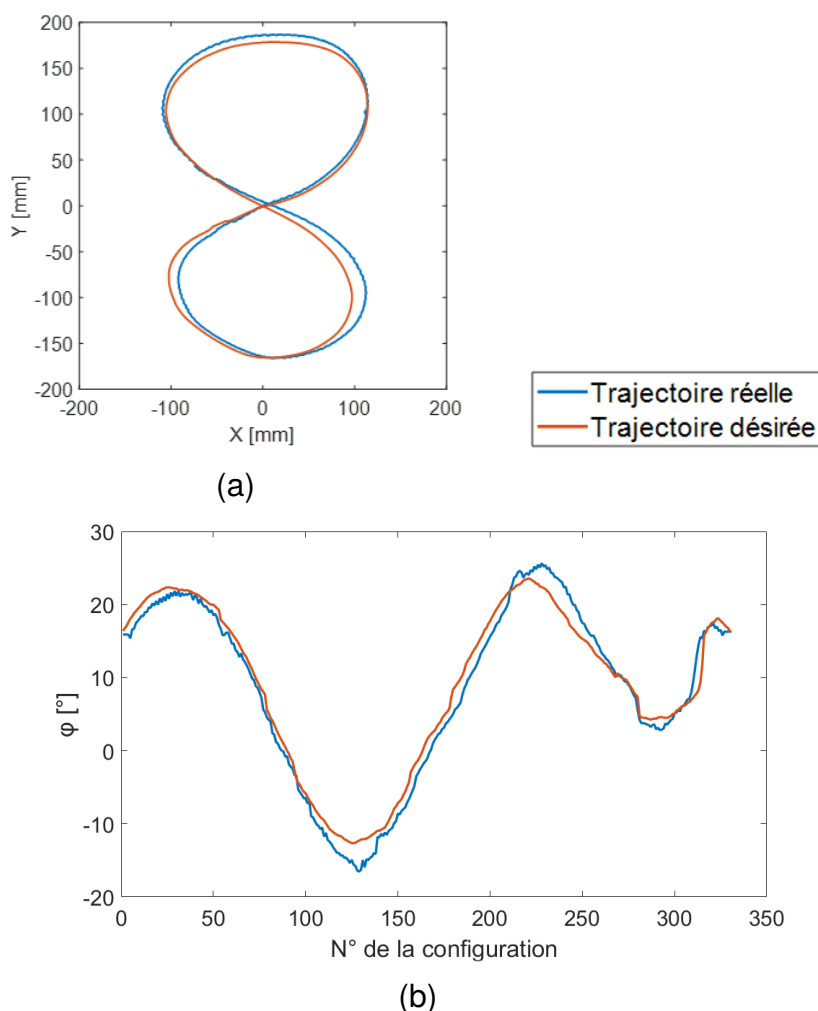 200
150
100
50
0
-50
-100
-150
-200
Y [mm]
-200 -100 0 100 200
X [mm]
Trajectoire réelle
Trajectoire désirée
(a)
30
20
10
0
-10
-20
φ [°]
0 50 100 150 200 250 300 350
N° de la configuration
(b)